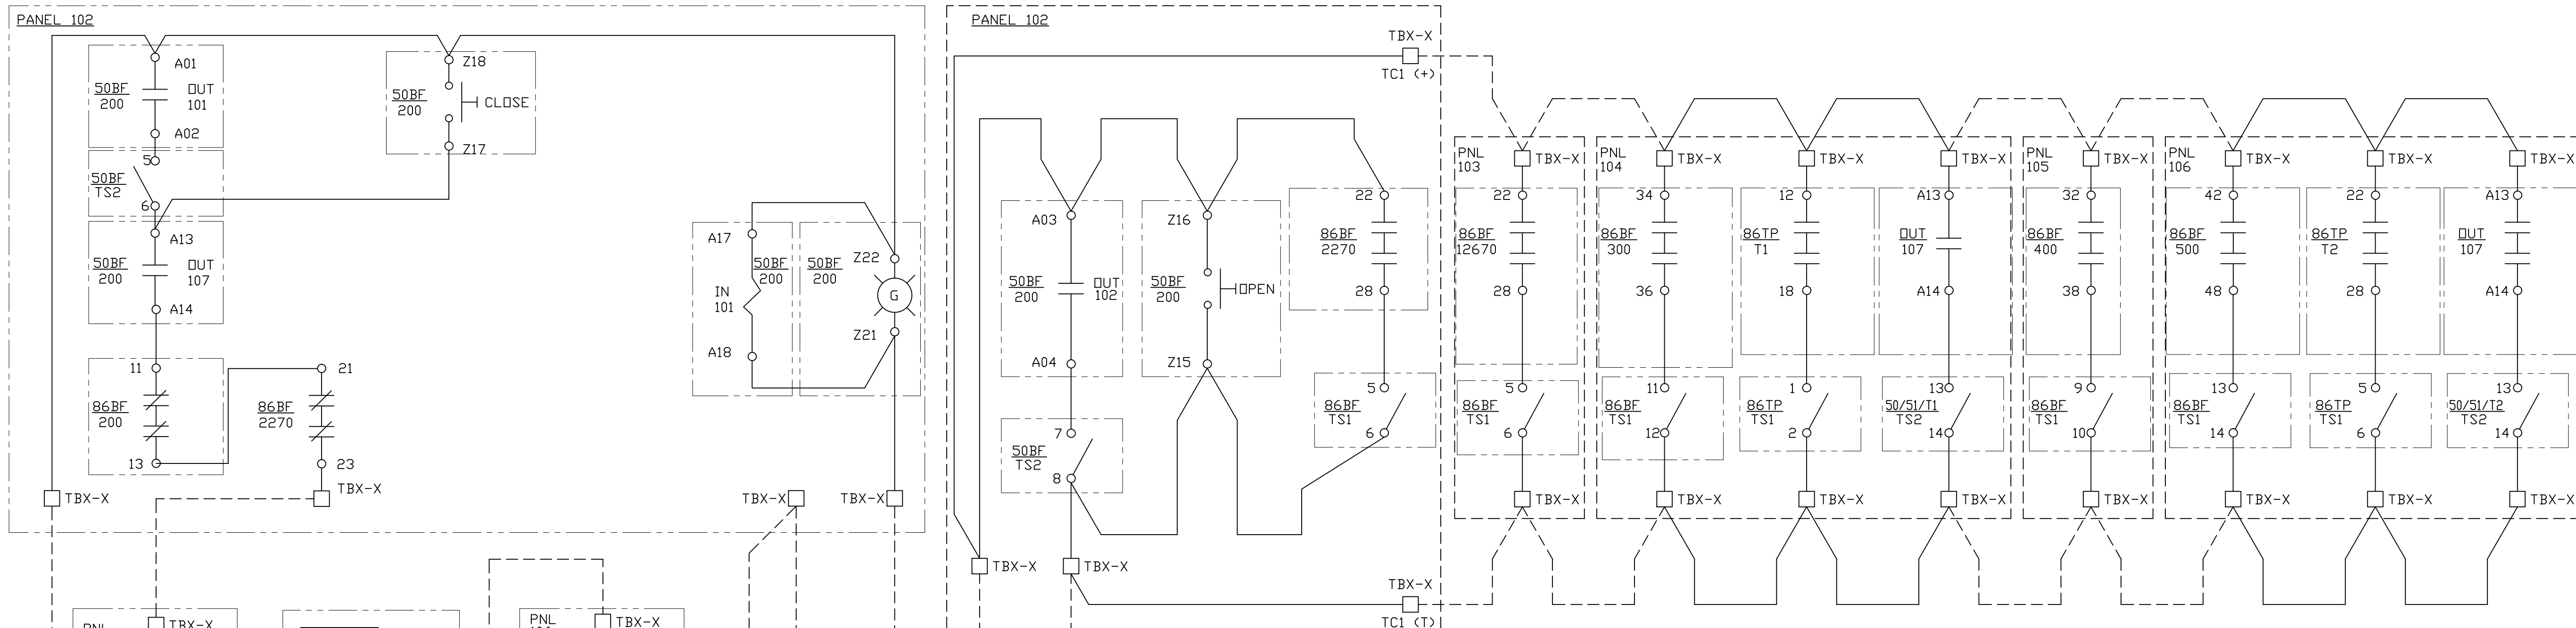 PANEL 102
A01
50BF
200
OUT
101
A02
5
50BF
TS2
6
A13
50BF
200
OUT
107
A14
11
86BF
200
13
21
86BF
2270
23
TBX-X
TBX-X
Z18
50BF
200
CLOSE
Z17
A17
50BF
200
IN
101
A18
50BF
200
Z22
G
Z21
TBX-X
TBX-X
PNL
TBX-X
PNL
TBX-X
PANEL 102
TBX-X
TC1 (+)
A03
50BF
200
OUT
102
A04
7
50BF
TS2
8
Z16
50BF
200
OPEN
Z15
22
86BF
2270
28
5
86BF
TS1
6
TBX-X
TBX-X
TBX-X
TC1 (T)
PNL
103
TBX-X
22
86BF
12670
28
5
86BF
TS1
6
TBX-X
PNL
104
TBX-X
34
86BF
300
36
11
86BF
TS1
12
TBX-X
TBX-X
12
86TP
T1
18
1
86TP
TS1
2
TBX-X
TBX-X
A13
OUT
107
A14
13
50/51/T1
TS2
14
TBX-X
PNL
105
TBX-X
32
86BF
400
38
9
86BF
TS1
10
TBX-X
PNL
106
TBX-X
42
86BF
500
48
13
86BF
TS1
14
TBX-X
TBX-X
22
86TP
T2
28
5
86TP
TS1
6
TBX-X
TBX-X
A13
OUT
107
A14
13
50/51/T2
TS2
14
TBX-X